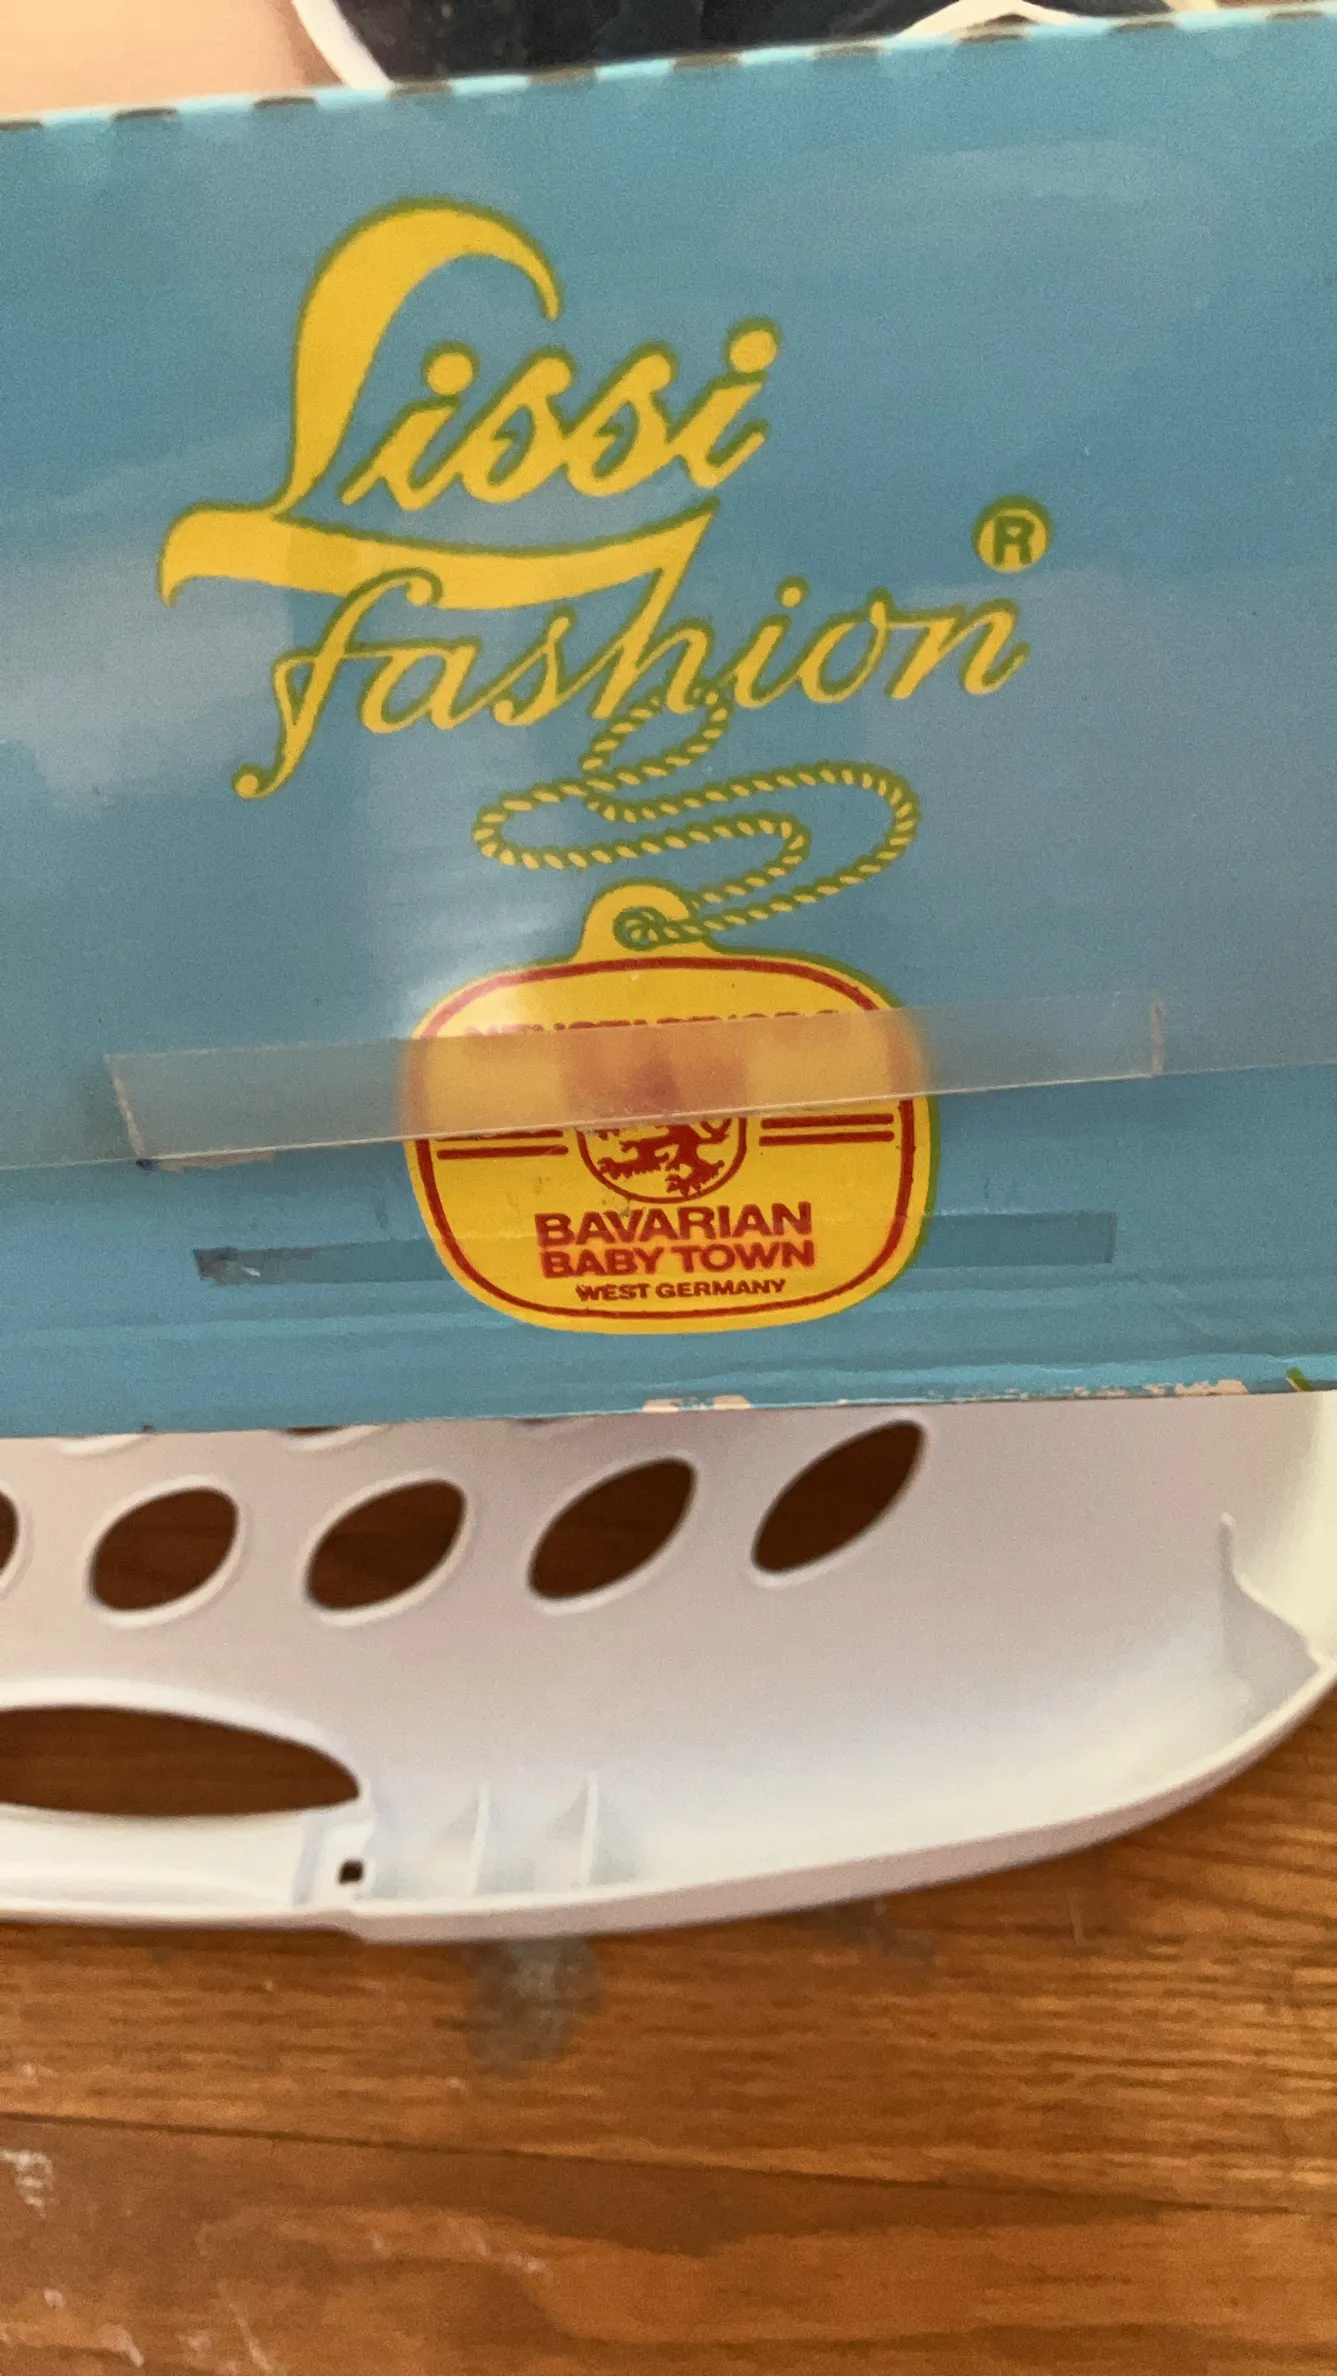 Lissi
fashion ®
BAVARIAN
BABY TOWN
WEST GERMANY